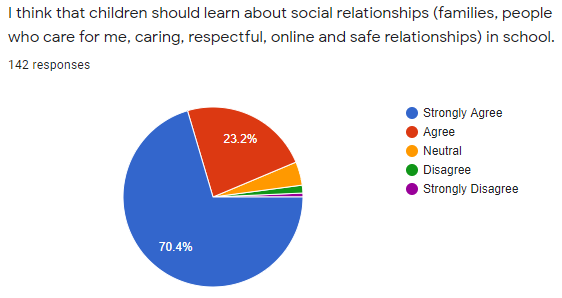 I think that children should learn about social relationships (families, people
who care for me, caring, respectful, online and safe relationships) in school.
142 responses
23.2%
70.4%
Strongly Agree
Agree
Neutral
Disagree
Strongly Disagree